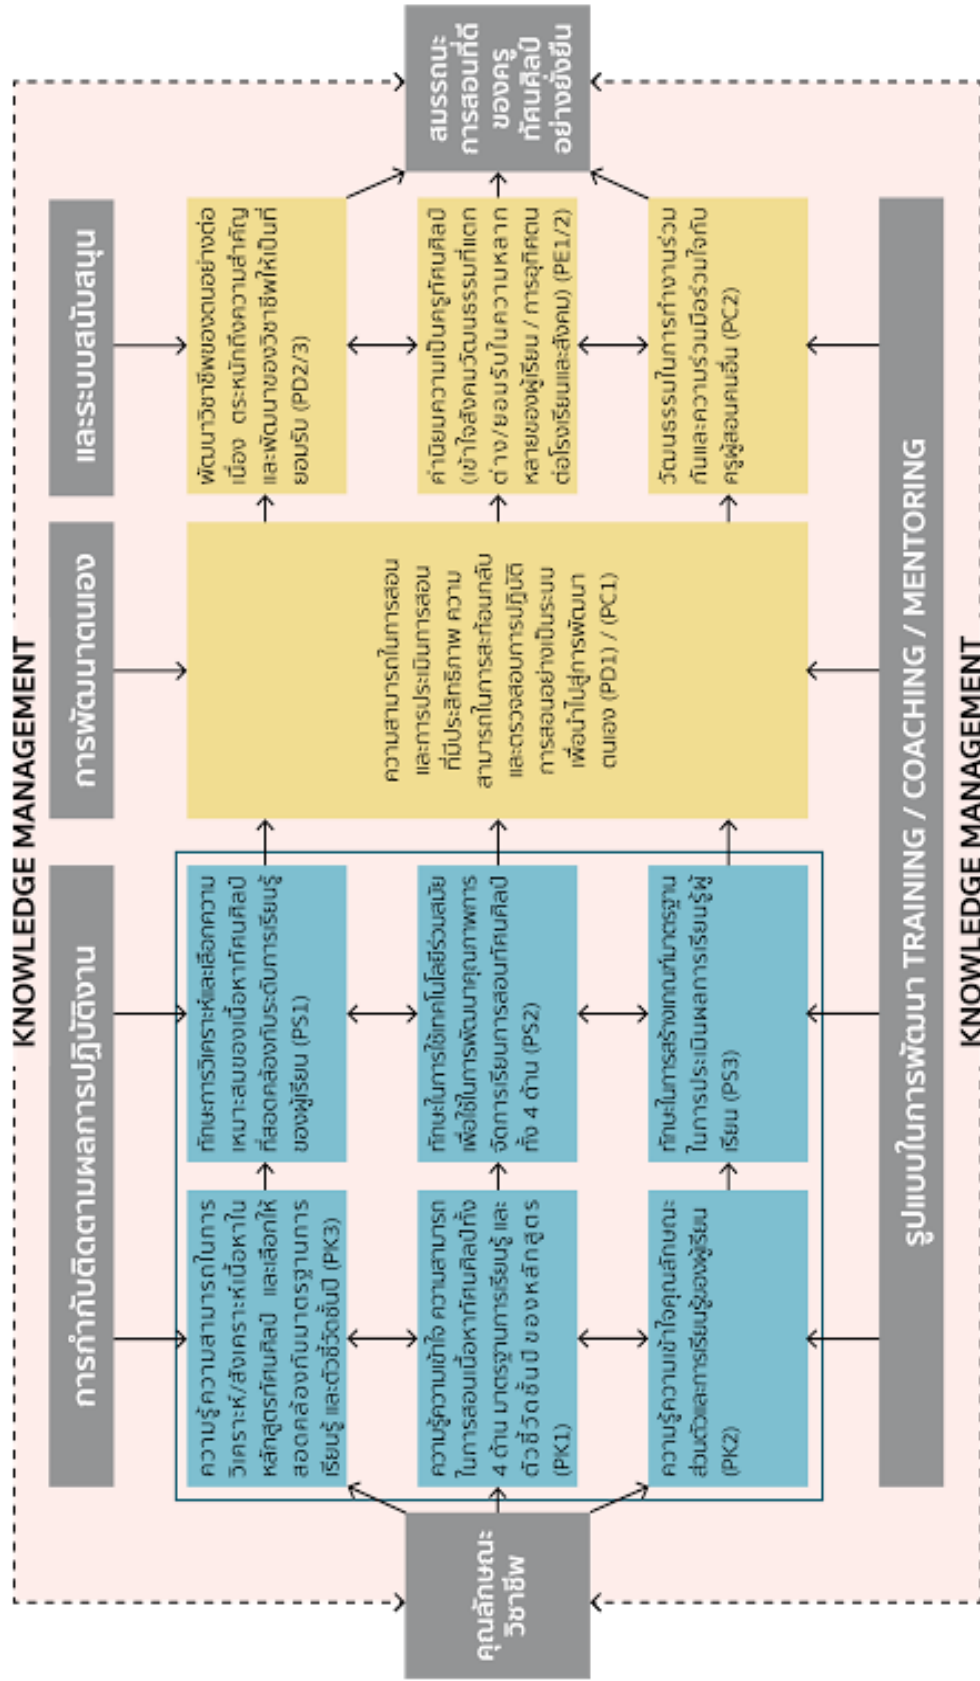 KNOWLEDGE MANAGEMENT
การกำกับติดตามผลการปฏิบัติงาน
การพัฒนาตนเอง
และระบบสนับสนุน
คุณลักษณะ
วิชาชีพ
ความรู้ความสามารถในการ
วิเคราะห์/สังเคราะห์เนื้อหาใน
หลักสูตรทัศนศิลป์ และเลือกให้
สอดคล้องกับมาตรฐานการ
เรียนรู้ และตัวชี้วัดชั้นปี (PK3)
ทักษะการวิเคราะห์และเลือกความ
เหมาะสมของเนื้อหาทัศนศิลป์
ที่สอดคล้องกับระดับการเรียนรู้
ของผู้เรียน (PS1)
ความรู้ความเข้าใจ ความสามารถ
ในการสอนเนื้อหาทัศนศิลป์ทั้ง
4 ด้าน มาตรฐานการเรียนรู้ และ
ตัวชี้วัดชั้นปี ของหลักสูตร
(PK1)
ทักษะในการใช้เทคโนโลยีร่วมสมัย
เพื่อใช้ในการพัฒนาคุณภาพการ
จัดการเรียนการสอนทัศนศิลป์
ทั้ง 4 ด้าน (PS2)
ความรู้ความเข้าใจคุณลักษณะ
ส่วนตัวและการเรียนรู้ของผู้เรียน
(PK2)
ทักษะในการสร้างเกณฑ์มาตรฐาน
ในการประเมินผลการเรียนรู้ผู้
เรียน (PS3)
ความสามารถในการสอน
และการประเมินการสอน
ที่มีประสิทธิภาพ ความ
สามารถในการสะท้อนกลับ
และตรวจสอบการปฏิบัติ
การสอนอย่างเป็นระบบ
เพื่อนำไปสู่การพัฒนา
ตนเอง (PD1) / (PC1)
พัฒนาวิชาชีพของตนอย่างต่อ
เนื่อง ตระหนักถึงความสำคัญ
และพัฒนาของวิชาชีพให้เป็นที่
ยอมรับ (PD2/3)
ค่านิยมความเป็นครูทัศนศิลป์
(เข้าใจสังคมวัฒนธรรมที่แตก
ต่าง/ยอมรับในความหลาก
หลายของผู้เรียน / การอุทิศตน
ต่อโรงเรียนและสังคม) (PE1/2)
วัฒนธรรมในการทำงานร่วม
กันและความร่วมมือร่วมใจกับ
ครูผู้สอนคนอื่น (PC2)
สมรรถนะ
การสอนที่ดี
ของครู
ทัศนศิลป์
อย่างยั่งยืน
รูปแบบในการพัฒนา TRAINING / COACHING / MENTORING
KNOWLEDGE MANAGEMENT